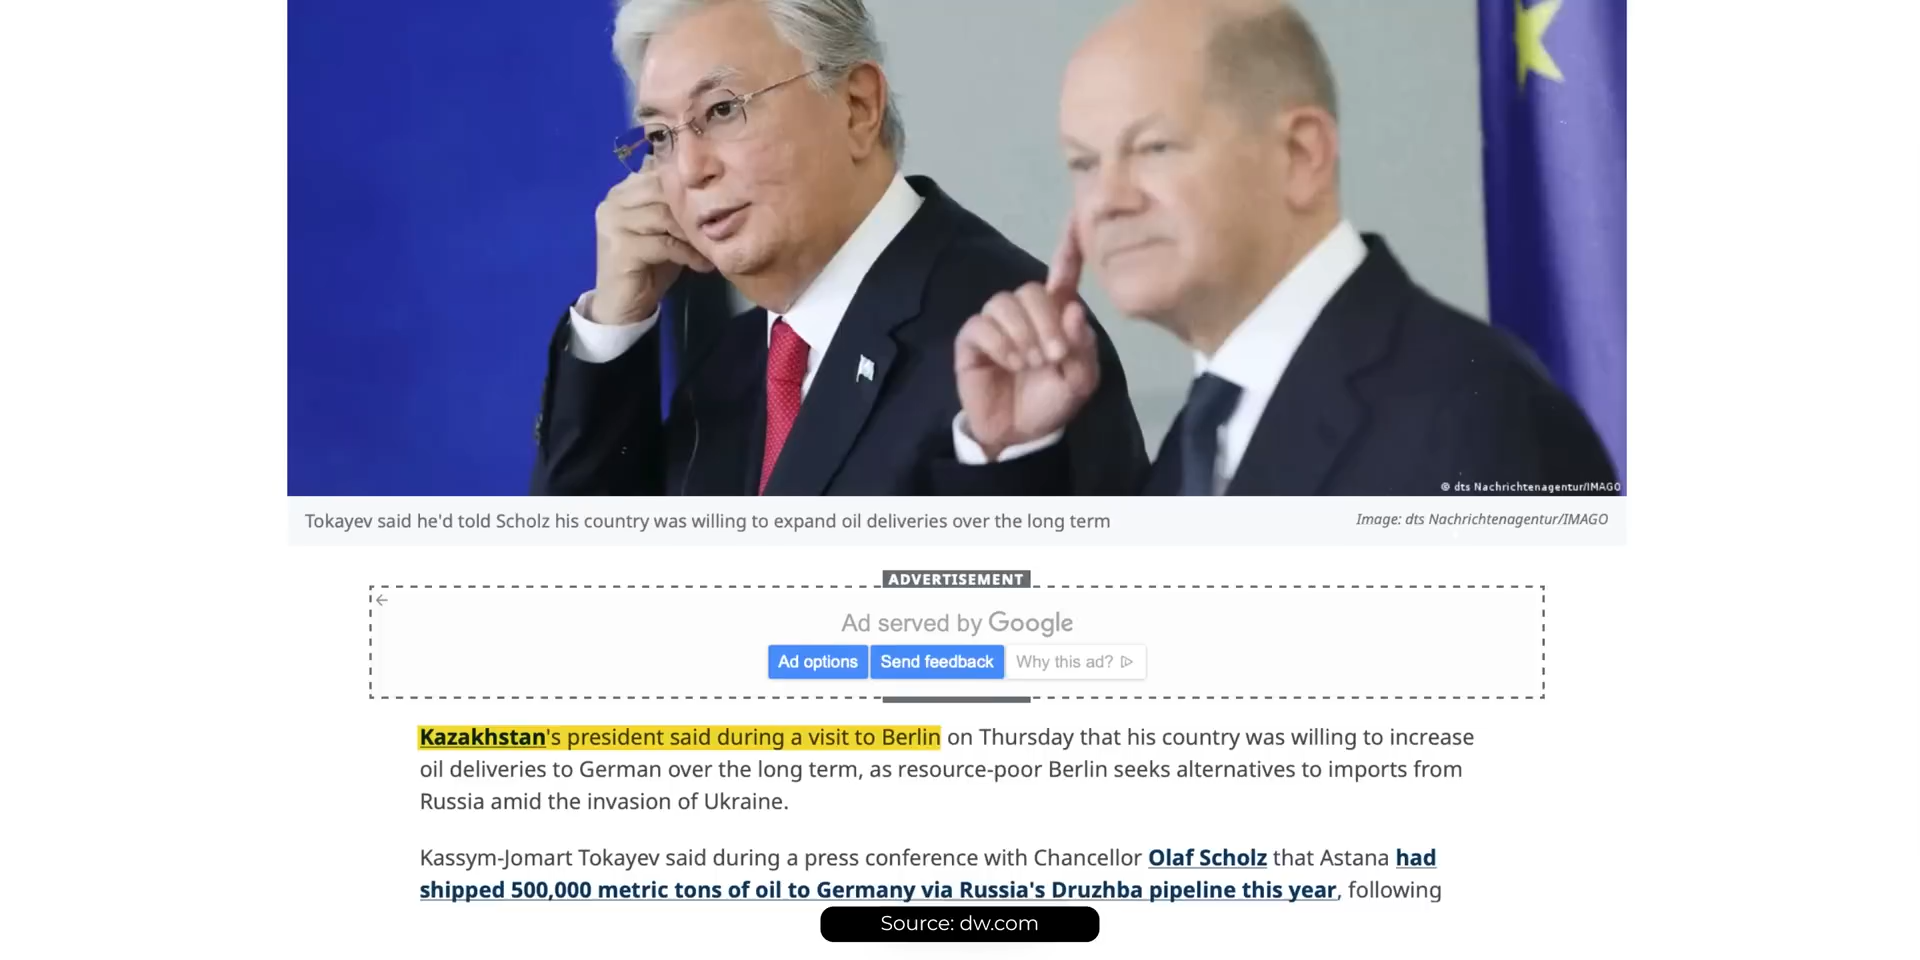 © dts Nachrichtenagentur/IMAGO
Tokayev said he'd told Scholz his country was willing to expand oil deliveries over the long term
Image: dts Nachrichtenagentur/IMAGO
ADVERTISEMENT
Ad served by Google
Ad options Send feedback Why this ad?
Kazakhstan's president said during a visit to Berlin on Thursday that his country was willing to increase
oil deliveries to German over the long term, as resource-poor Berlin seeks alternatives to imports from
Russia amid the invasion of Ukraine.
Kassym-Jomart Tokayev said during a press conference with Chancellor Olaf Scholz that Astana had
shipped 500,000 metric tons of oil to Germany via Russia's Druzhba pipeline this year, following
Source: dw.com